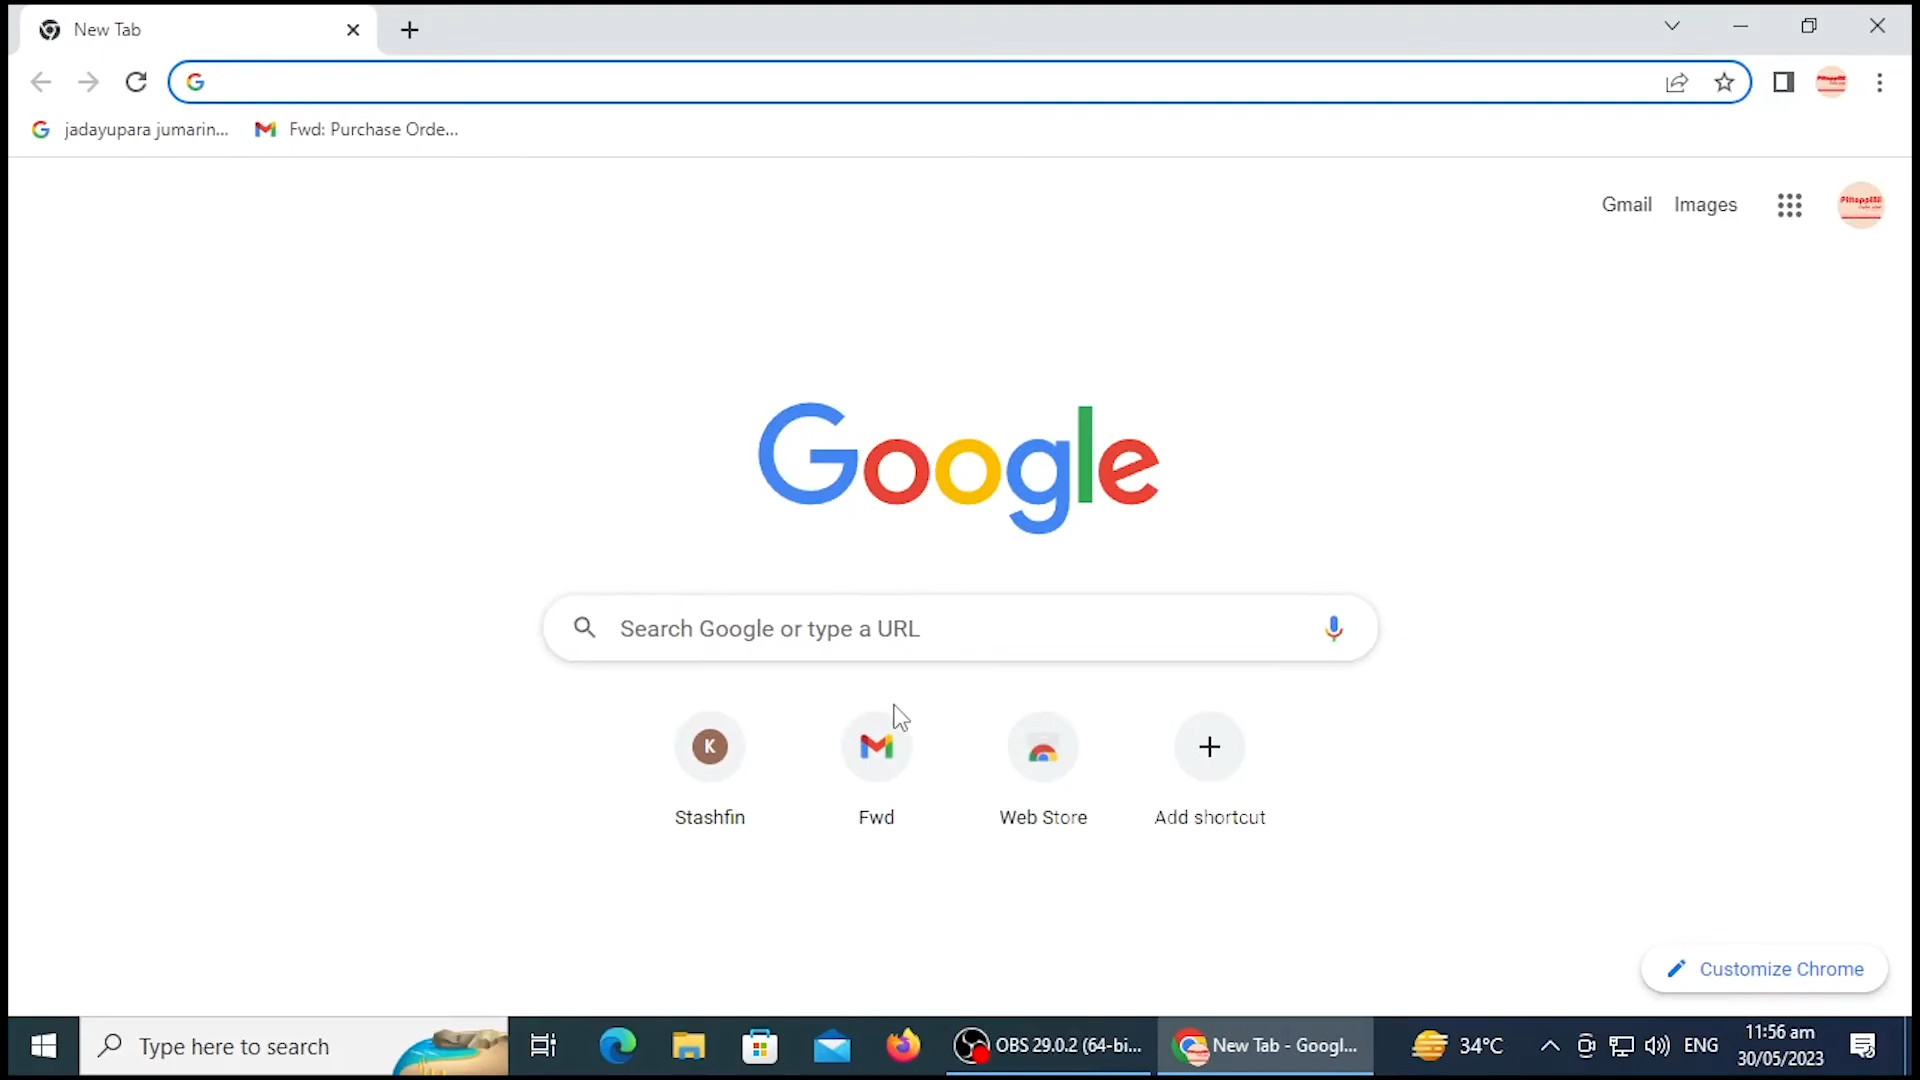 New Tab
jadayupara jumarin...
Fwd: Purchase Orde...
Gmail
Images
Google
Search Google or type a URL
K
Stashfin
Fwd
Web Store
Add shortcut
Customize Chrome
Type here to search
OBS 29.0.2 (64-bi...
New Tab - Googl...
34°C
ENG
11:56 am
30/05/2023